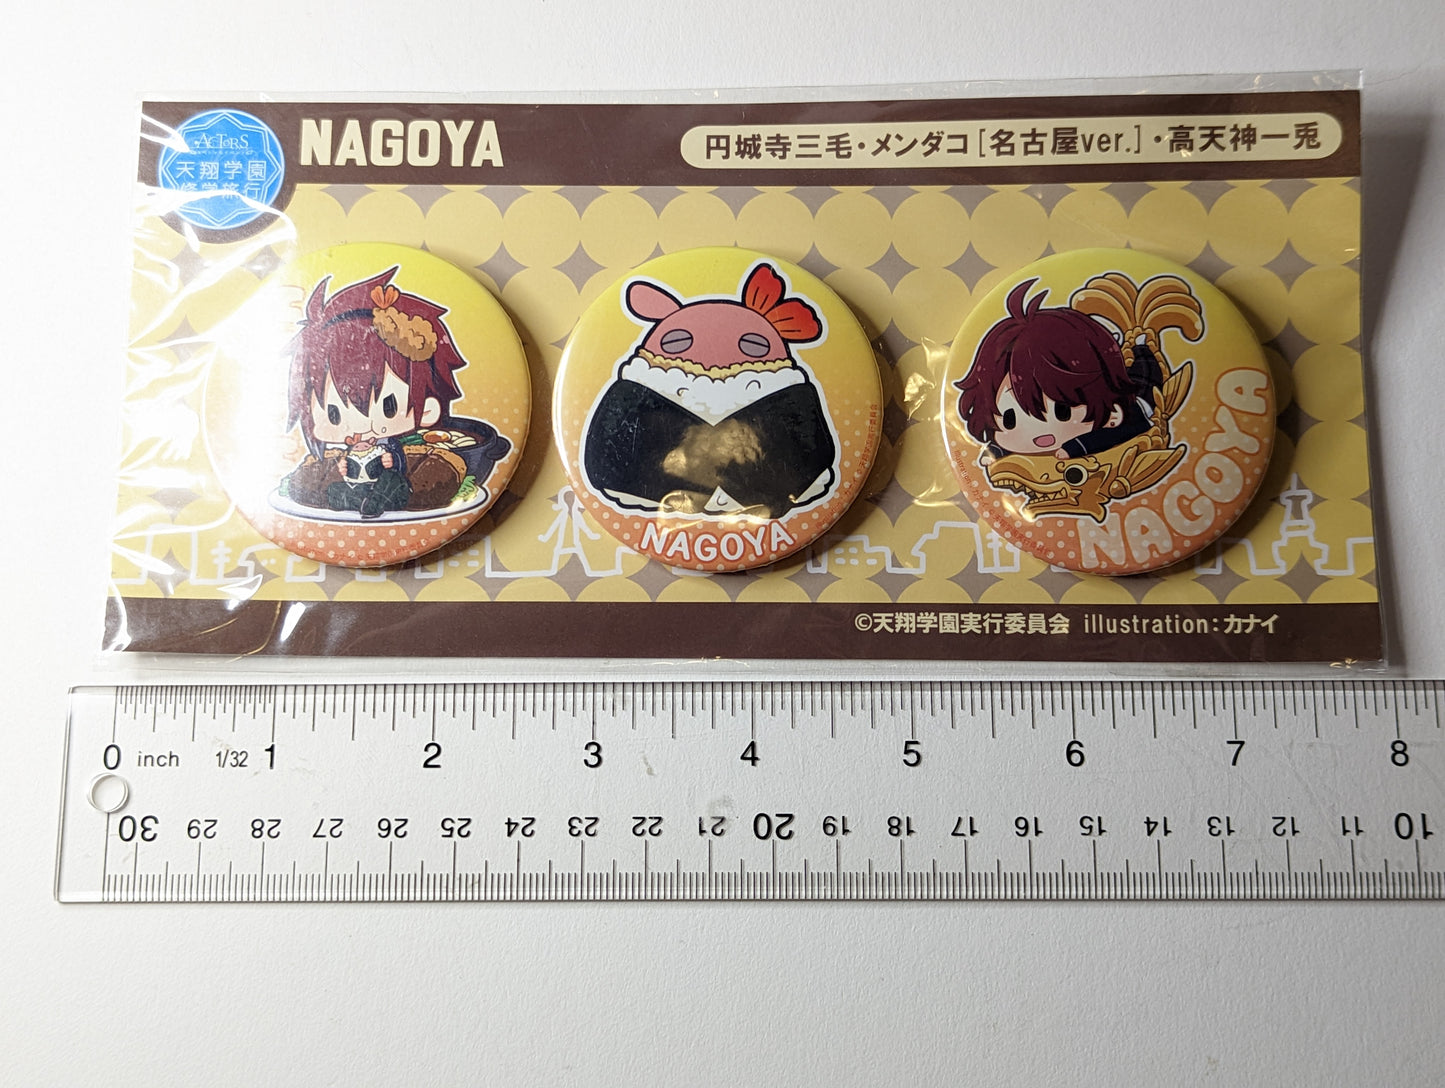 ACTORS
天翔学園
修学旅行
NAGOYA
円城寺三毛・メンダコ[名古屋ver.]・高天神一兎
NAGOYA
NAGOYA
©天翔学園実行委員会 illustration:カナイ
0 inch 1/32 1 2 3 4 5 6 7 8
30 29 28 27 26 25 24 23 22 21 20 19 18 17 16 15 14 13 12 11 10